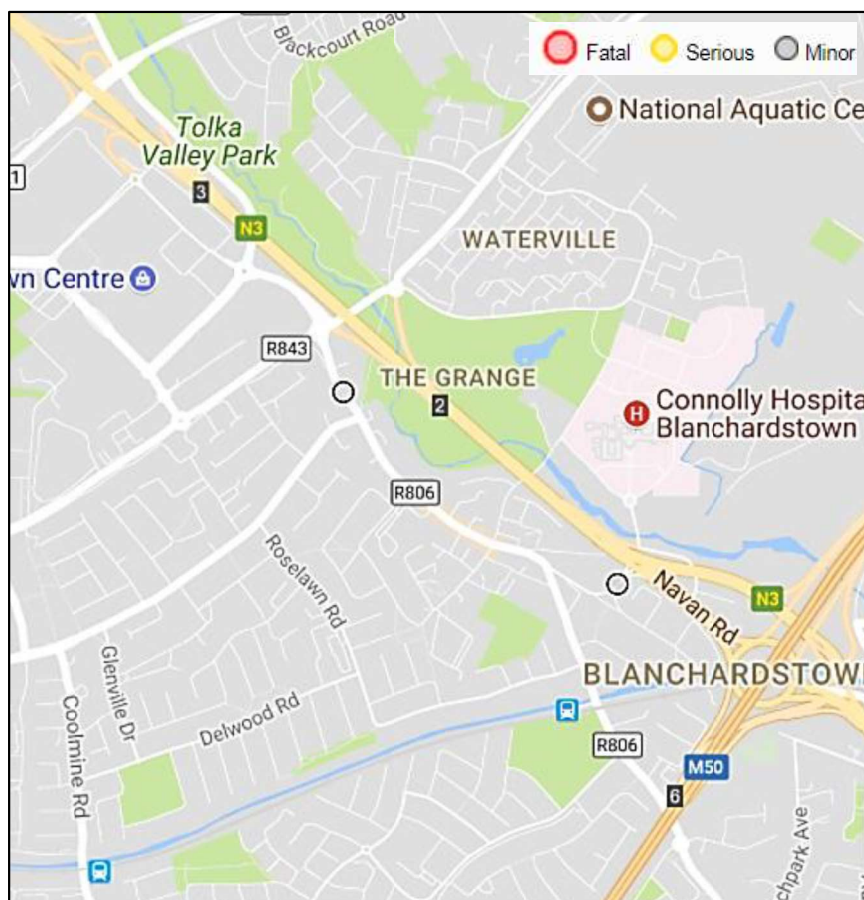 Blackcourt Road
Fatal
Serious
Minor
National Aquatic Ce
Tolka
Valley Park
1
3
N3
WATERVILLE
wn Centre
R843
THE GRANGE
2
H
Connolly Hospita
Blanchardstown
R806
Roselawn Rd
Navan Rd
N3
Glenville Dr
BLANCHARDSTOW
Coolmine Rd
Delwood Rd
R806
M50
6
chpark Ave